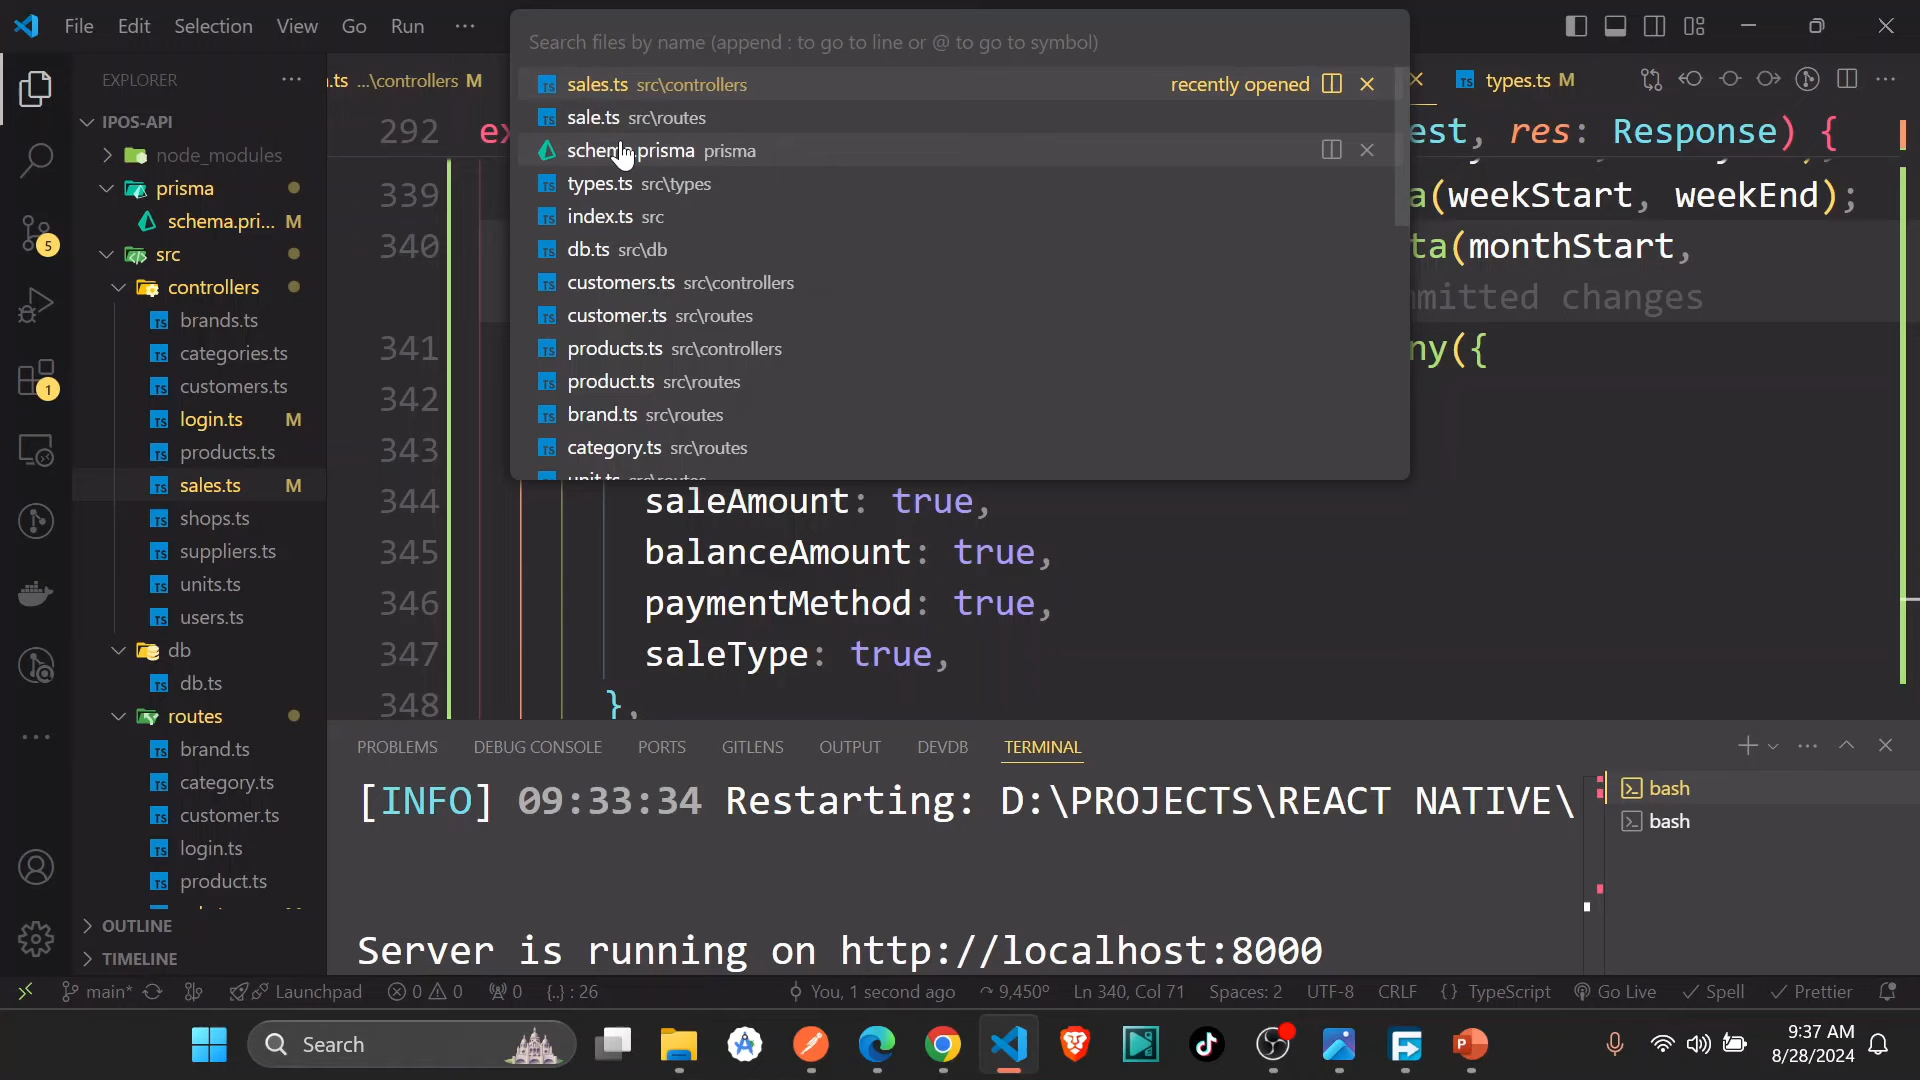 File Edit Selection View Go Run ···
Search files by name (append : to go to line or @ to go to symbol)
sales.ts src\controllers recently opened
sale.ts src\routes
schema.prisma prisma
types.ts src\types
index.ts src
db.ts src\db
customers.ts src\controllers
customer.ts src\routes
products.ts src\controllers
product.ts src\routes
brand.ts src\routes
category.ts src\routes
unit.ts src\routes
EXPLORER ···
IPOS-API
node_modules
prisma
schema.pri... M
src
controllers
brands.ts
categories.ts
customers.ts
login.ts M
products.ts
sales.ts M
shops.ts
suppliers.ts
units.ts
users.ts
db
db.ts
routes
brand.ts
category.ts
customer.ts
login.ts
product.ts
OUTLINE
TIMELINE
5
1
.ts ...\controllers M
types.ts M
292 ex est, res: Response) {
339 a(weekStart, weekEnd);
340 ta(monthStart,
mmitted changes
341 ny({
342
343
344 saleAmount: true,
345 balanceAmount: true,
346 paymentMethod: true,
347 saleType: true,
348 },
PROBLEMS DEBUG CONSOLE PORTS GITLENS OUTPUT DEVDB TERMINAL
[INFO] 09:33:34 Restarting: D:\PROJECTS\REACT NATIVE\
Server is running on http://localhost:8000
bash
bash
main* Launchpad 0 0 0 {..} : 26 You, 1 second ago 9,450° Ln 340, Col 71 Spaces: 2 UTF-8 CRLF {} TypeScript Go Live Spell Prettier
Search
9:37 AM
8/28/2024